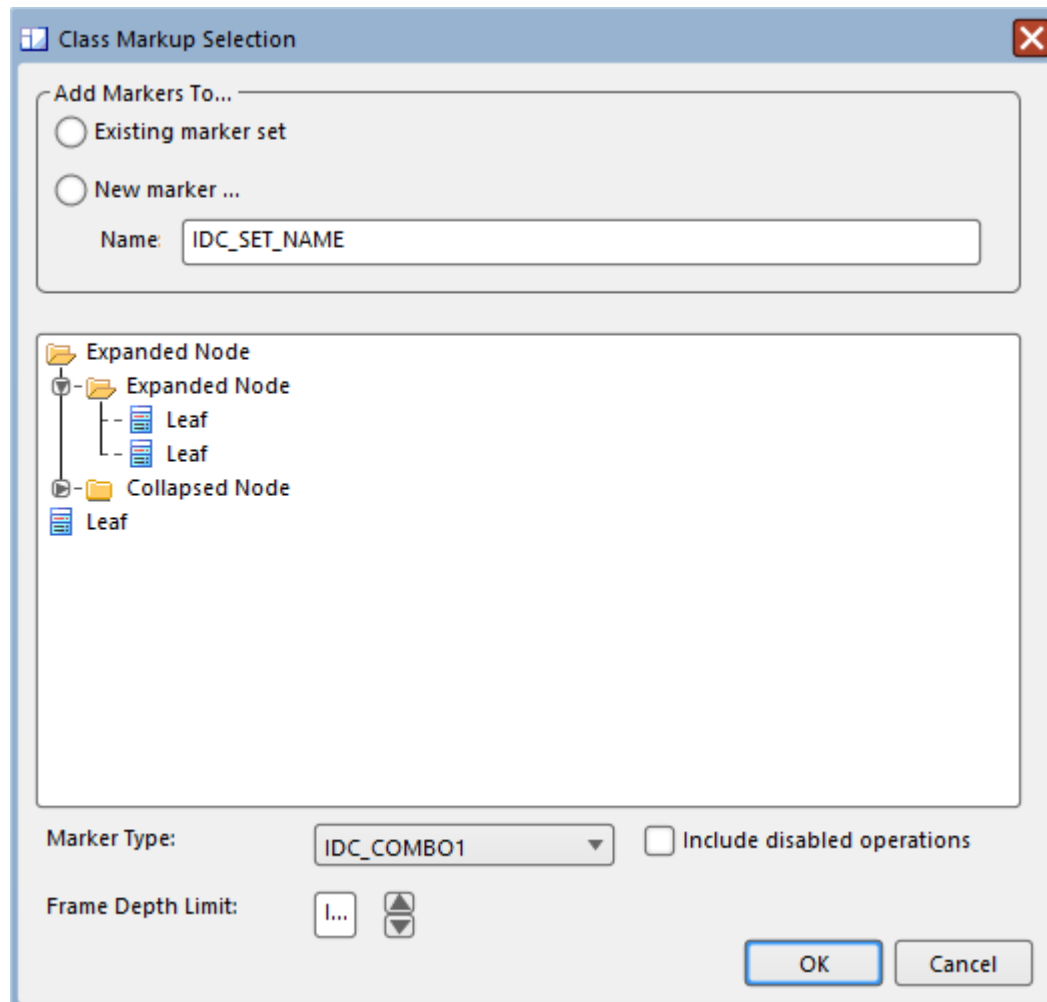 Class Markup Selection
Add Markers To...
Existing marker set
New marker ...
Name:
IDC_SET_NAME
Expanded Node
Expanded Node
Leaf
Leaf
Collapsed Node
Leaf
Marker Type:
IDC_COMBO1
Include disabled operations
Frame Depth Limit:
I...
OK
Cancel